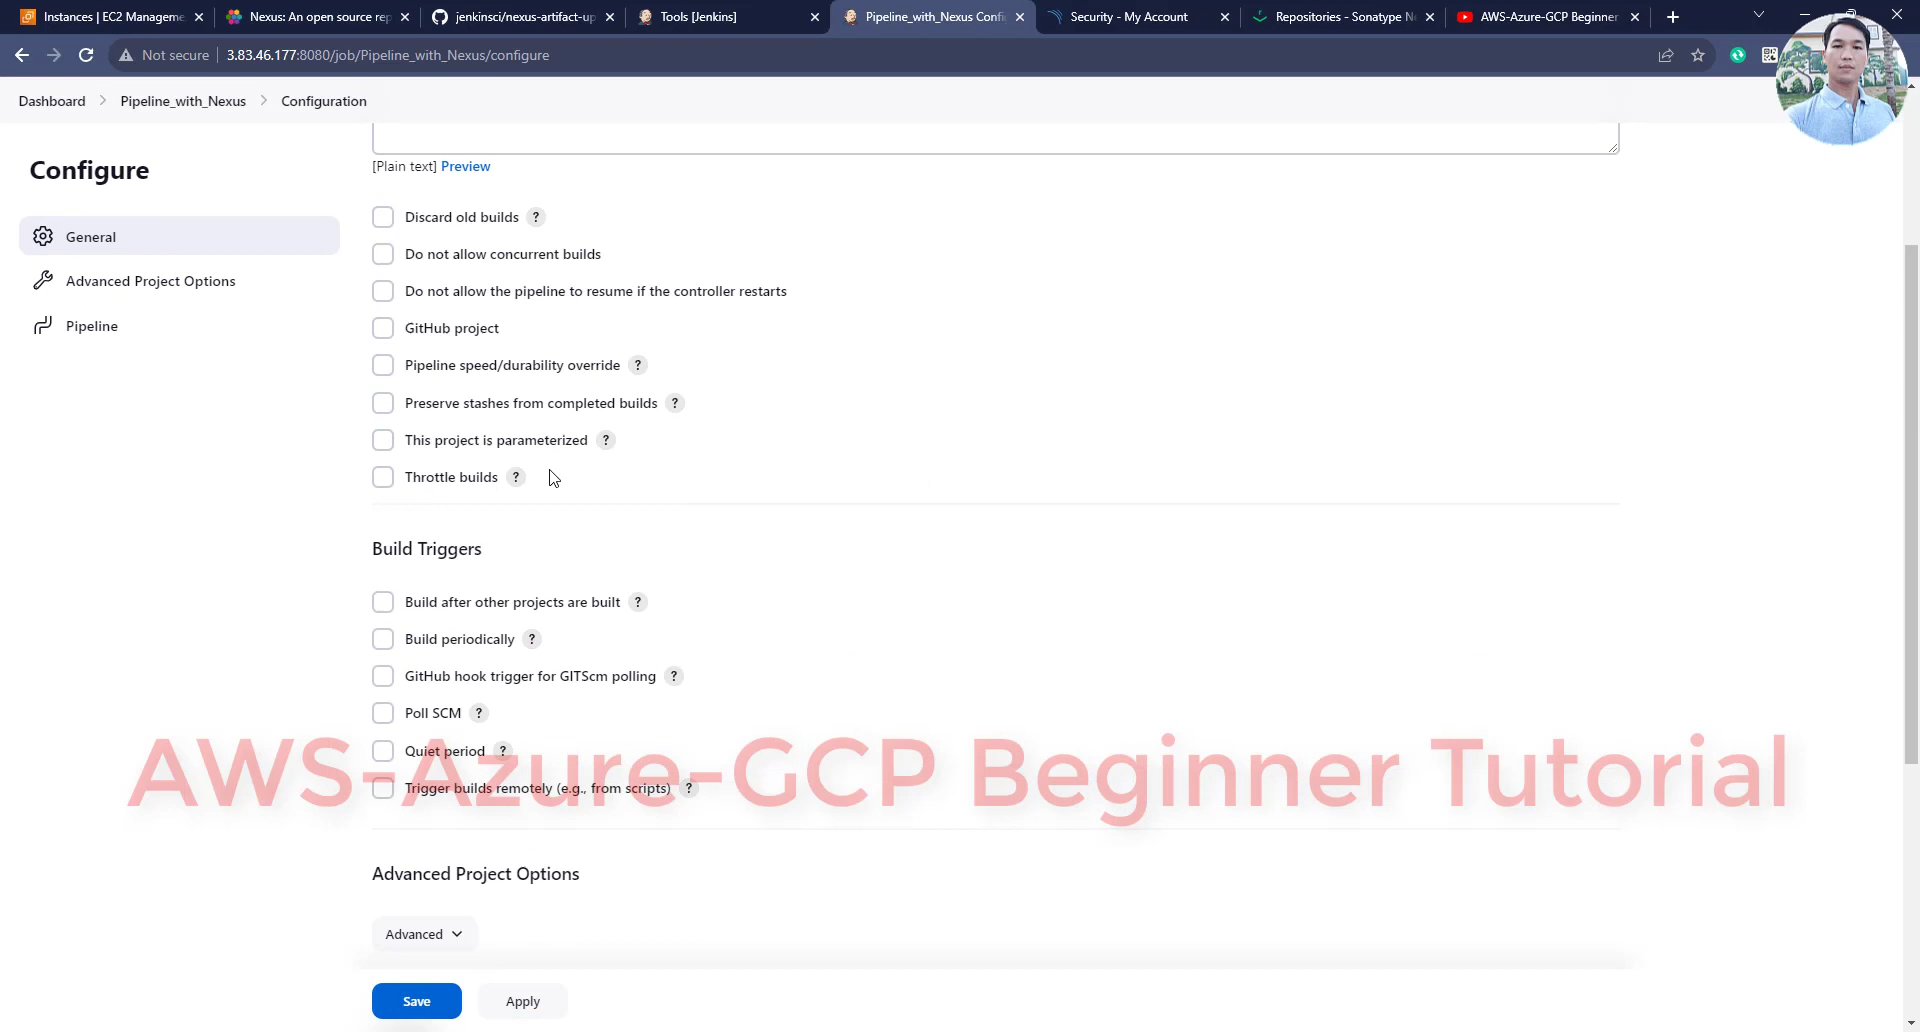 Instances | EC2 Manageme
Nexus: An open source rep
jenkinsci/nexus-artifact-up
Tools [Jenkins]
Pipeline_with_Nexus Confi
Security - My Account
Repositories - Sonatype N
AWS-Azure-GCP Beginner
Not secure
3.83.46.177:8080/job/Pipeline_with_Nexus/configure
Dashboard
Pipeline_with_Nexus
Configuration
Configure
General
Advanced Project Options
Pipeline
[Plain text] Preview
Discard old builds ?
Do not allow concurrent builds
Do not allow the pipeline to resume if the controller restarts
GitHub project
Pipeline speed/durability override ?
Preserve stashes from completed builds ?
This project is parameterized ?
Throttle builds ?
Build Triggers
Build after other projects are built ?
Build periodically ?
GitHub hook trigger for GITScm polling ?
Poll SCM ?
Quiet period ?
AWS-Azure-GCP Beginner Tutorial
Trigger builds remotely (e.g., from scripts) ?
Advanced Project Options
Advanced
Save
Apply